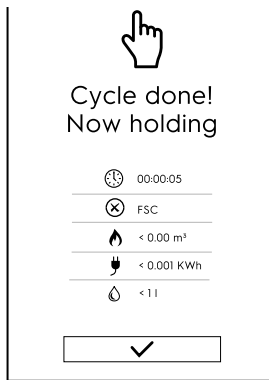 Cycle done!
Now holding
00:00:05
FSC
< 0.00 m³
< 0.001 KWh
< 1 l